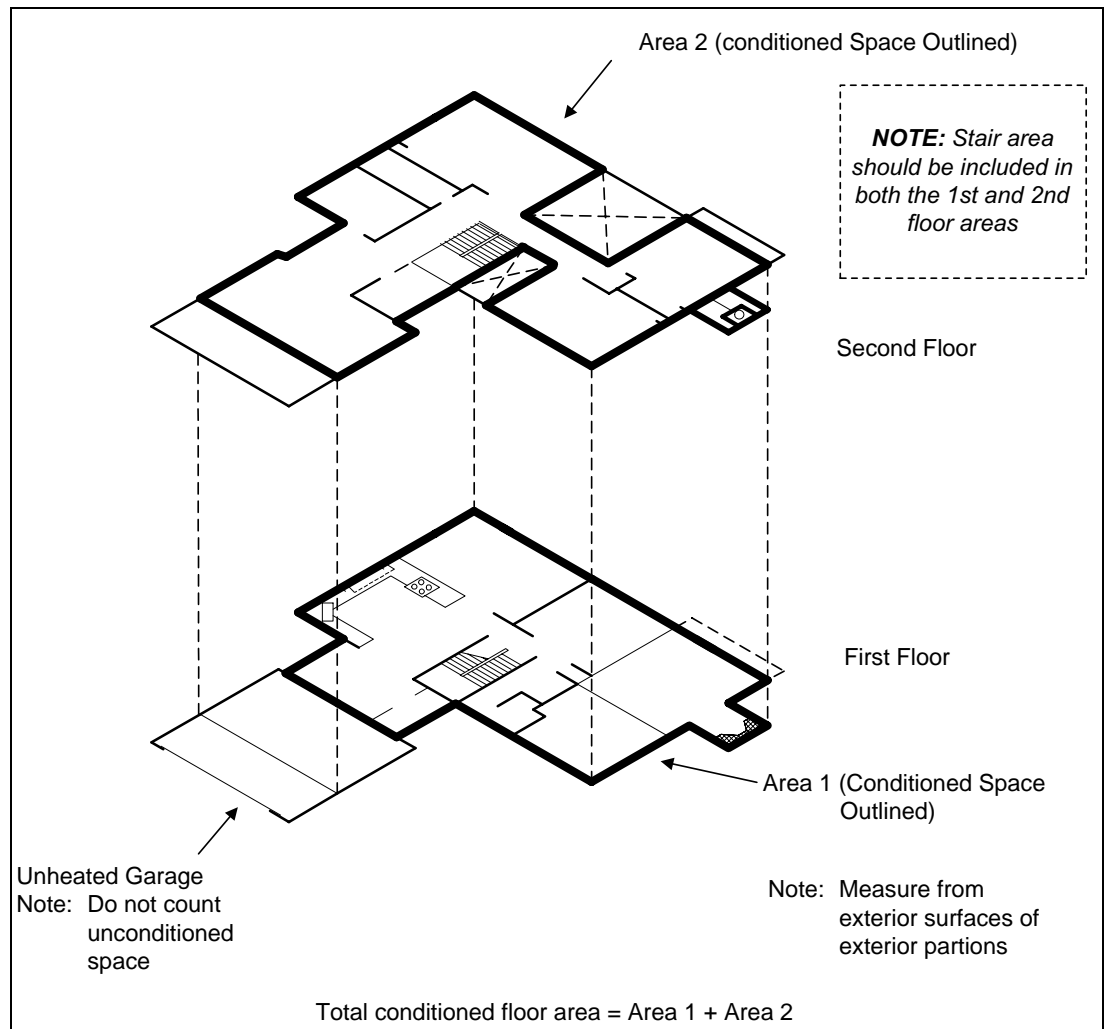 Area 2 (conditioned Space Outlined)
NOTE: Stair area
should be included in
both the 1st and 2nd
floor areas
Second Floor
First Floor
Area 1 (Conditioned Space
Outlined)
Unheated Garage
Note: Do not count
unconditioned
space
Note: Measure from
exterior surfaces of
exterior partions
Total conditioned floor area = Area 1 + Area 2